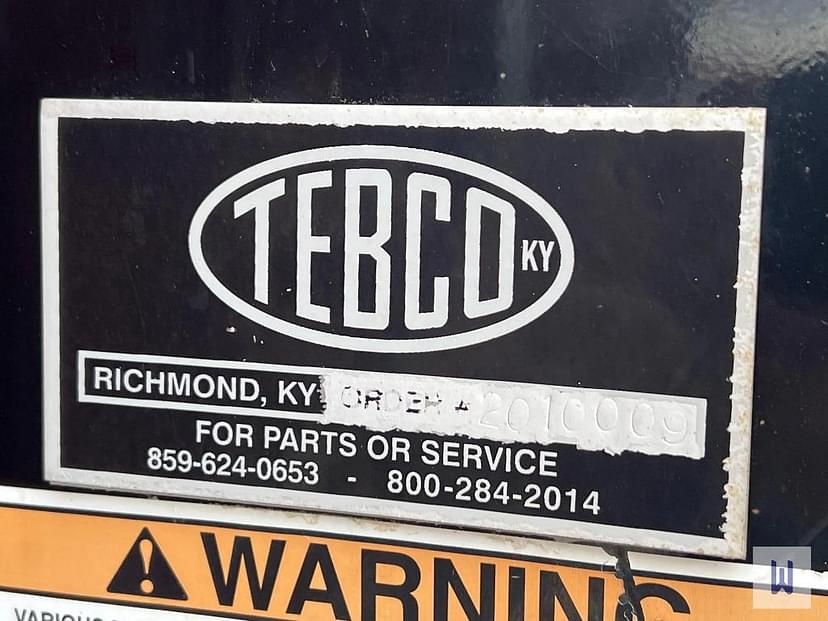 TEBCO KY
RICHMOND, KY ORDER # 2010009
FOR PARTS OR SERVICE
859-624-0653 - 800-284-2014
WARNING
W